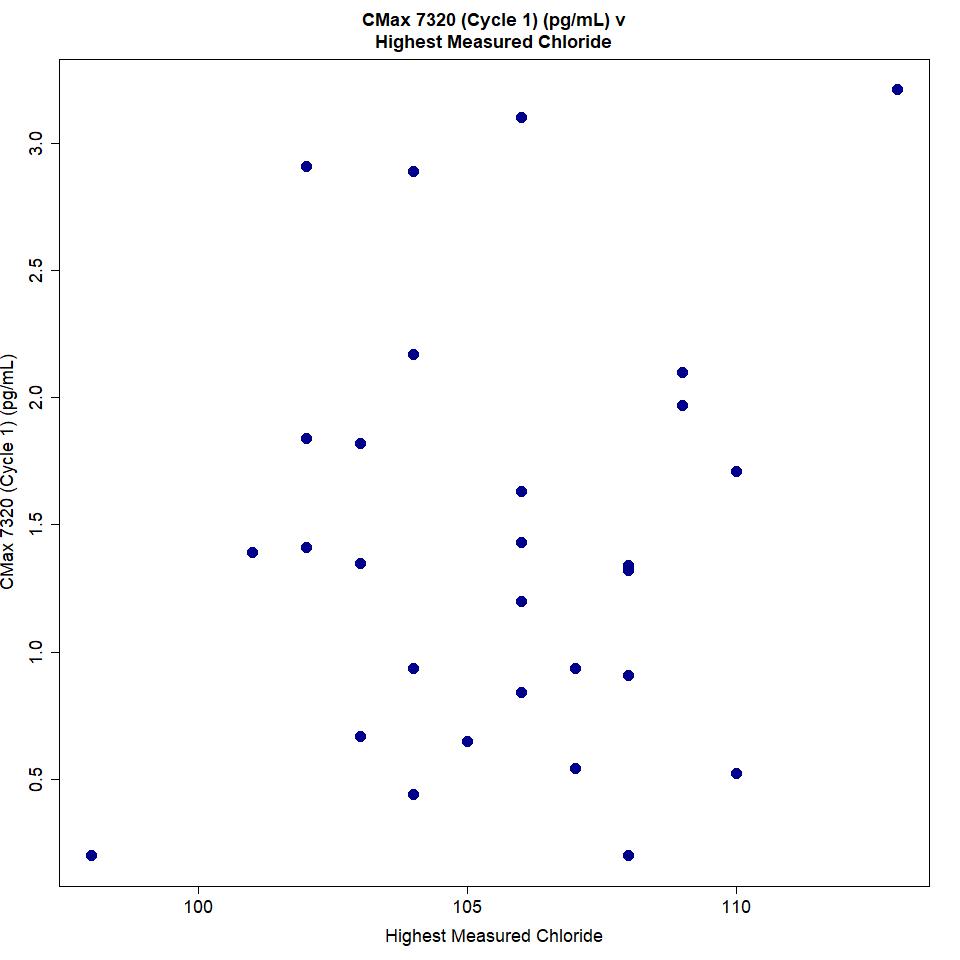 CMax 7320 (Cycle 1) (pg/mL) v
Highest Measured Chloride
CMax 7320 (Cycle 1) (pg/mL)
3.0
2.5
2.0
1.5
1.0
0.5
100
105
110
Highest Measured Chloride